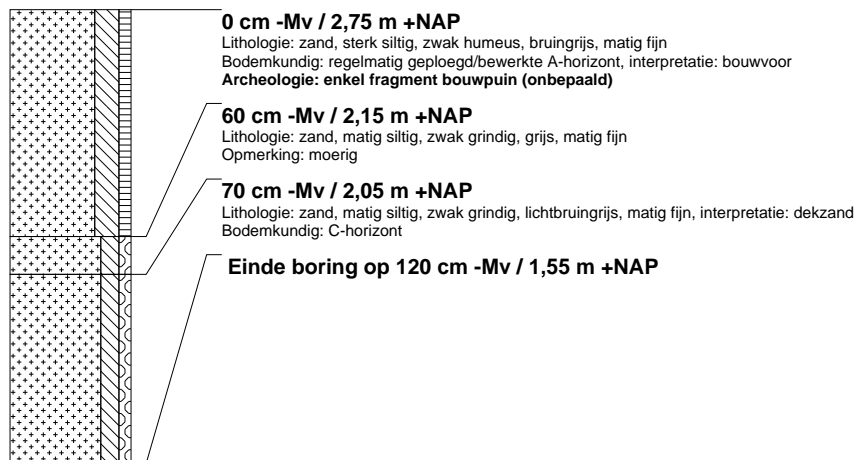 0 cm -Mv / 2,75 m +NAP
Lithologie: zand, sterk siltig, zwak humeus, bruingrijs, matig fijn
Bodemkundig: regelmatig geploegd/bewerkte A-horizont, interpretatie: bouwvoor
Archeologie: enkel fragment bouwpuin (onbepaald)
60 cm -Mv / 2,15 m +NAP
Lithologie: zand, matig siltig, zwak grindig, grijs, matig fijn
Opmerking: moerig
70 cm -Mv / 2,05 m +NAP
Lithologie: zand, matig siltig, zwak grindig, lichtbruingrijs, matig fijn, interpretatie: dekzand
Bodemkundig: C-horizont
Einde boring op 120 cm -Mv / 1,55 m +NAP